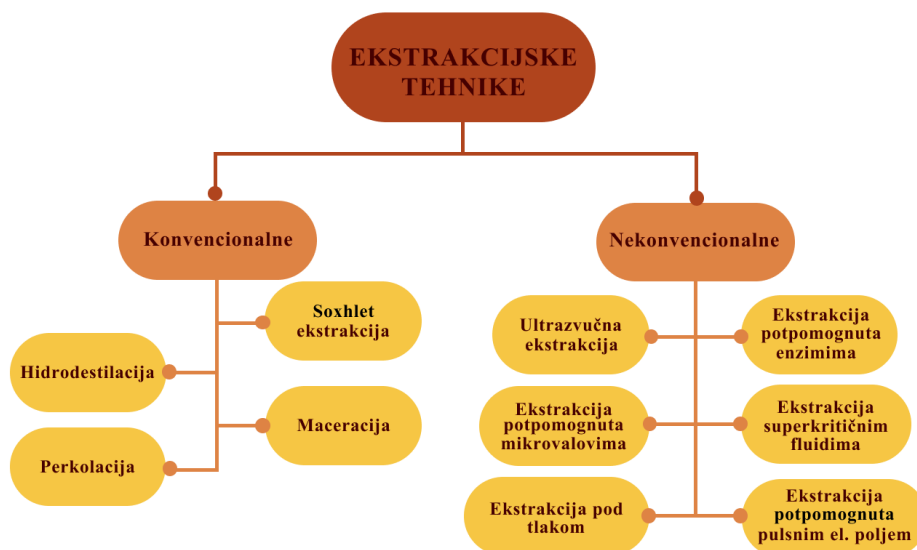 EKSTRAKCIJSKE
TEHNIKE
Konvencionalne
Soxhlet
ekstrakcija
Hidrodestilacija
Maceracija
Perkolacija
Nekonvencionalne
Ultrazvučna
ekstrakcija
Ekstrakcija
potpomognuta
enzimima
Ekstrakcija
potpomognuta
mikrovalovima
Ekstrakcija
superkritičnim
fluidima
Ekstrakcija pod
tlakom
Ekstrakcija
potpomognuta
pulsnim el. poljem